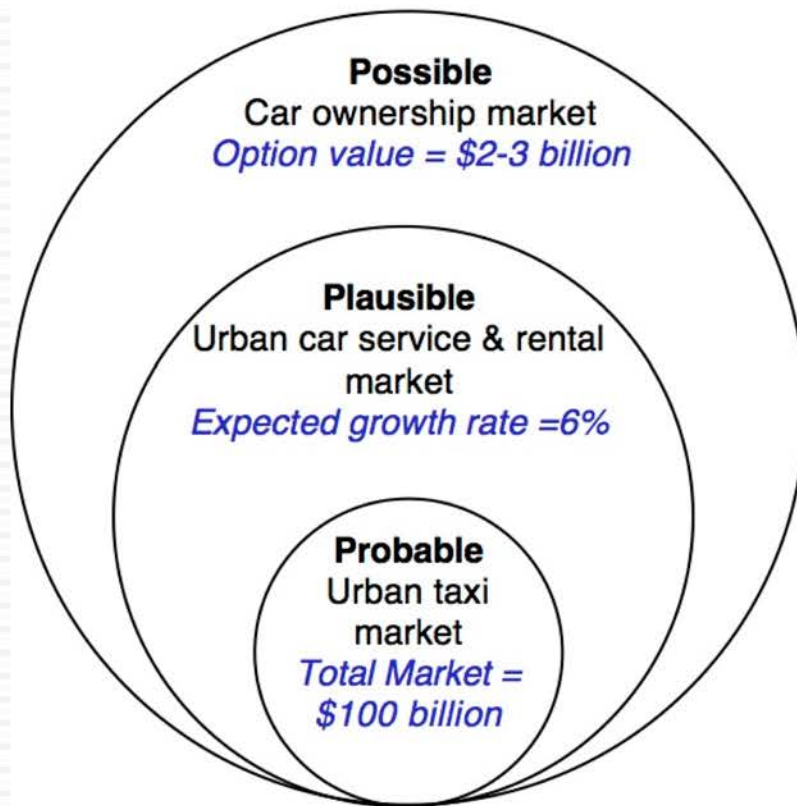 Possible
Car ownership market
Option value = $2-3 billion
Plausible
Urban car service & rental
market
Expected growth rate =6%
Probable
Urban taxi
market
Total Market =
$100 billion